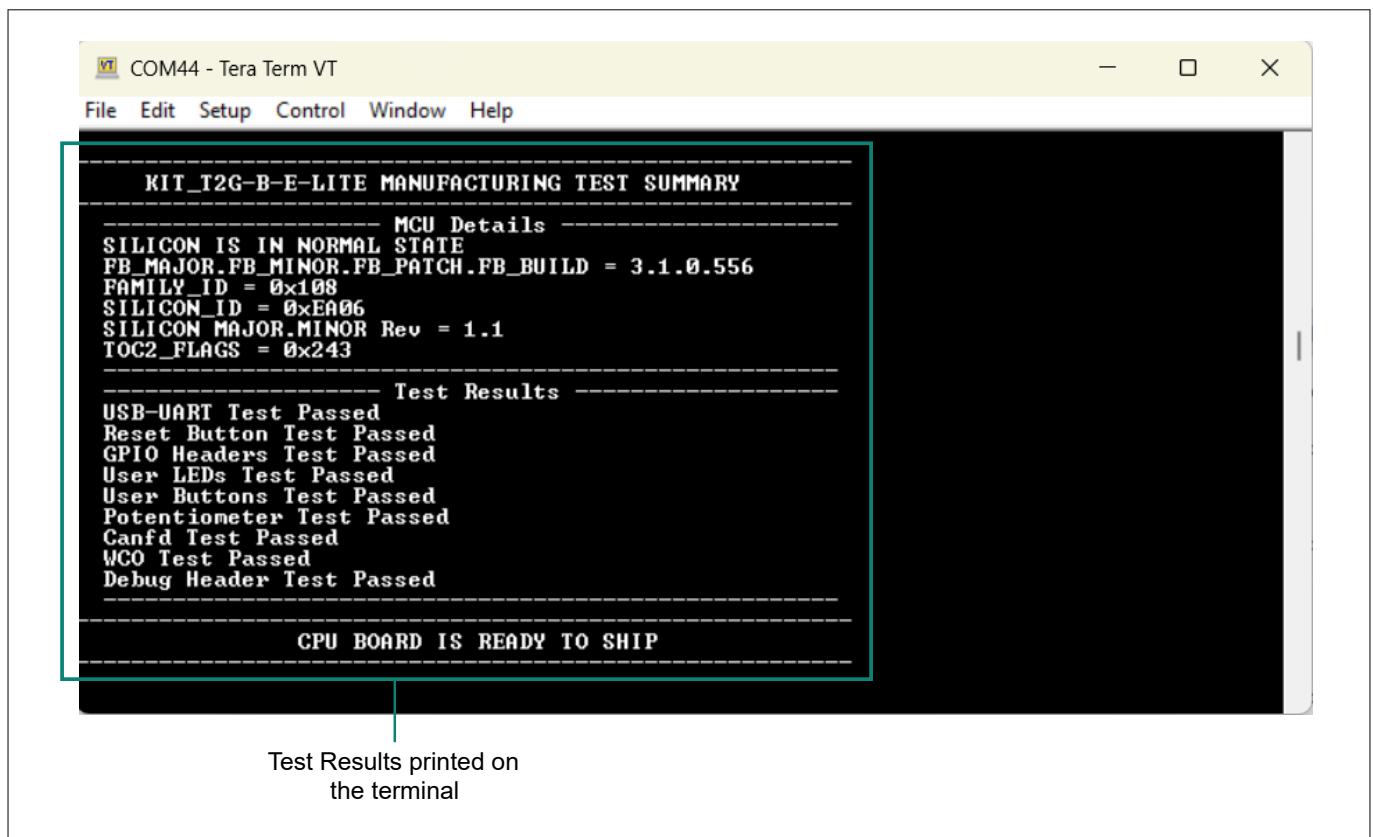 COM44 - Tera Term VT
File Edit Setup Control Window Help
KIT_T2G-B-E-LITE MANUFACTURING TEST SUMMARY
-------------------- MCU Details --------------------
SILICON IS IN NORMAL STATE
FB_MAJOR.FB_MINOR.FB_PATCH.FB_BUILD = 3.1.0.556
FAMILY_ID = 0x108
SILICON_ID = 0xEA06
SILICON MAJOR.MINOR Rev = 1.1
TOC2_FLAGS = 0x243
-------------------- Test Results -------------------
USB-UART Test Passed
Reset Button Test Passed
GPIO Headers Test Passed
User LEDs Test Passed
User Buttons Test Passed
Potentiometer Test Passed
Canfd Test Passed
WCO Test Passed
Debug Header Test Passed
CPU BOARD IS READY TO SHIP
Test Results printed on
the terminal